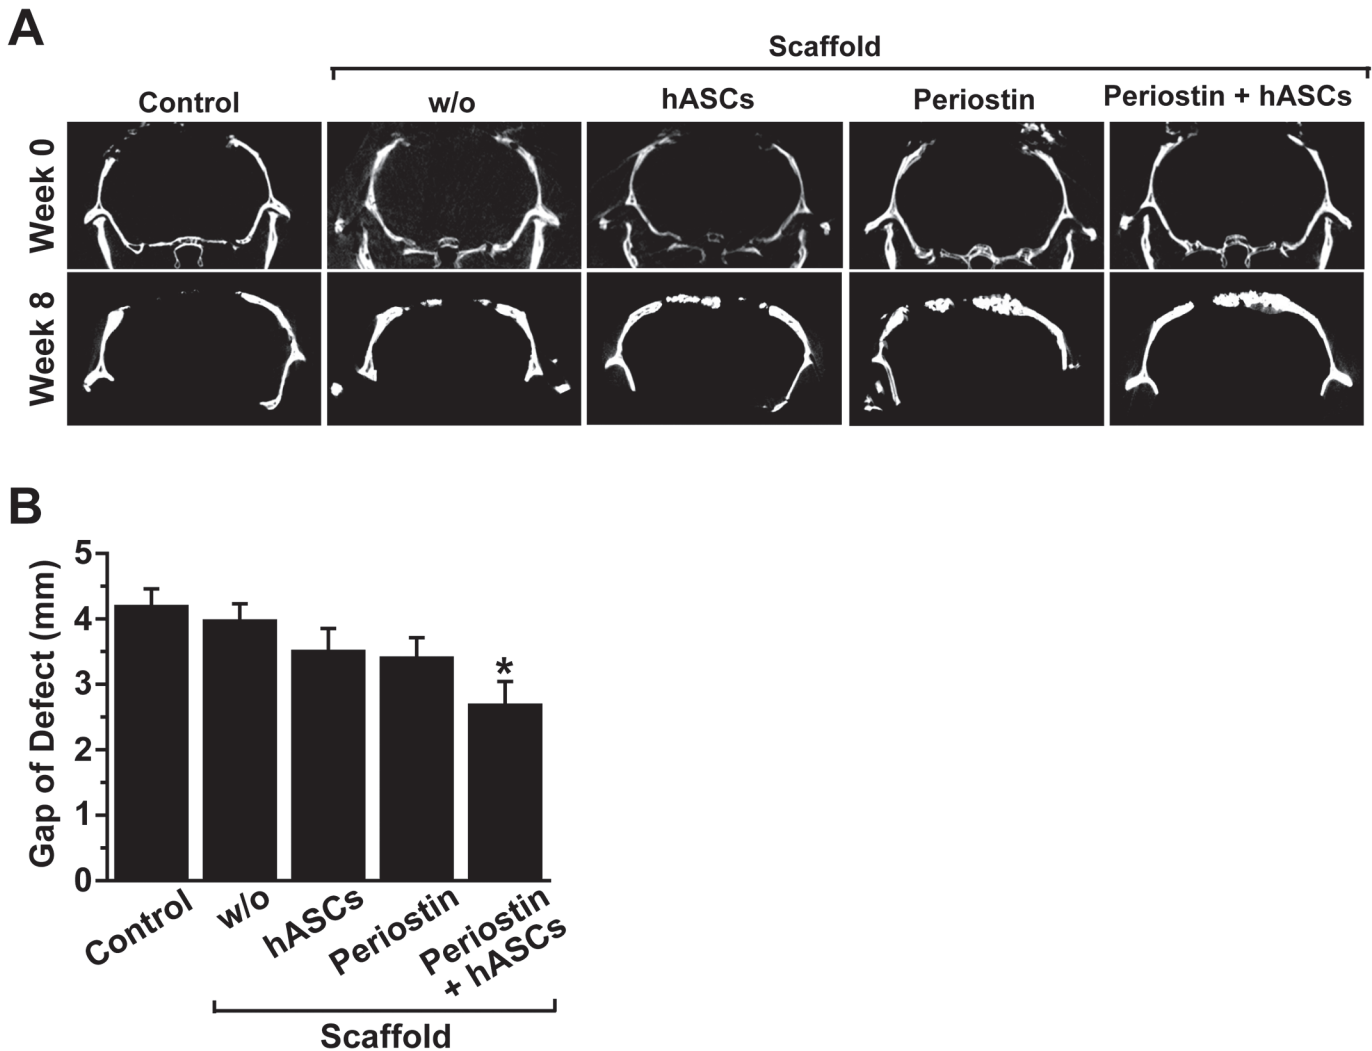 A
Scaffold
Control
w/o
hASCs
Periostin
Periostin + hASCs
Week 0
Week 8
B
Gap of Defect (mm)
5
4
3
2
1
0
*
Control
w/o
hASCs
Periostin
Periostin
+ hASCs
Scaffold